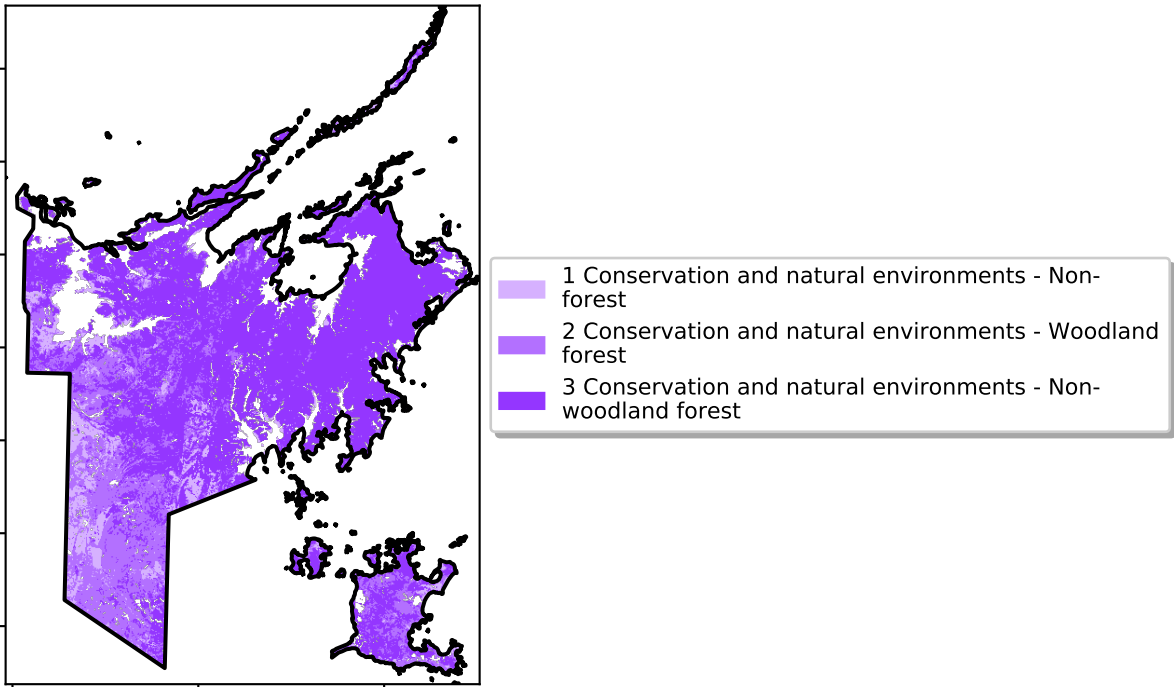 1 Conservation and natural environments - Non-
forest
2 Conservation and natural environments - Woodland
forest
3 Conservation and natural environments - Non-
woodland forest